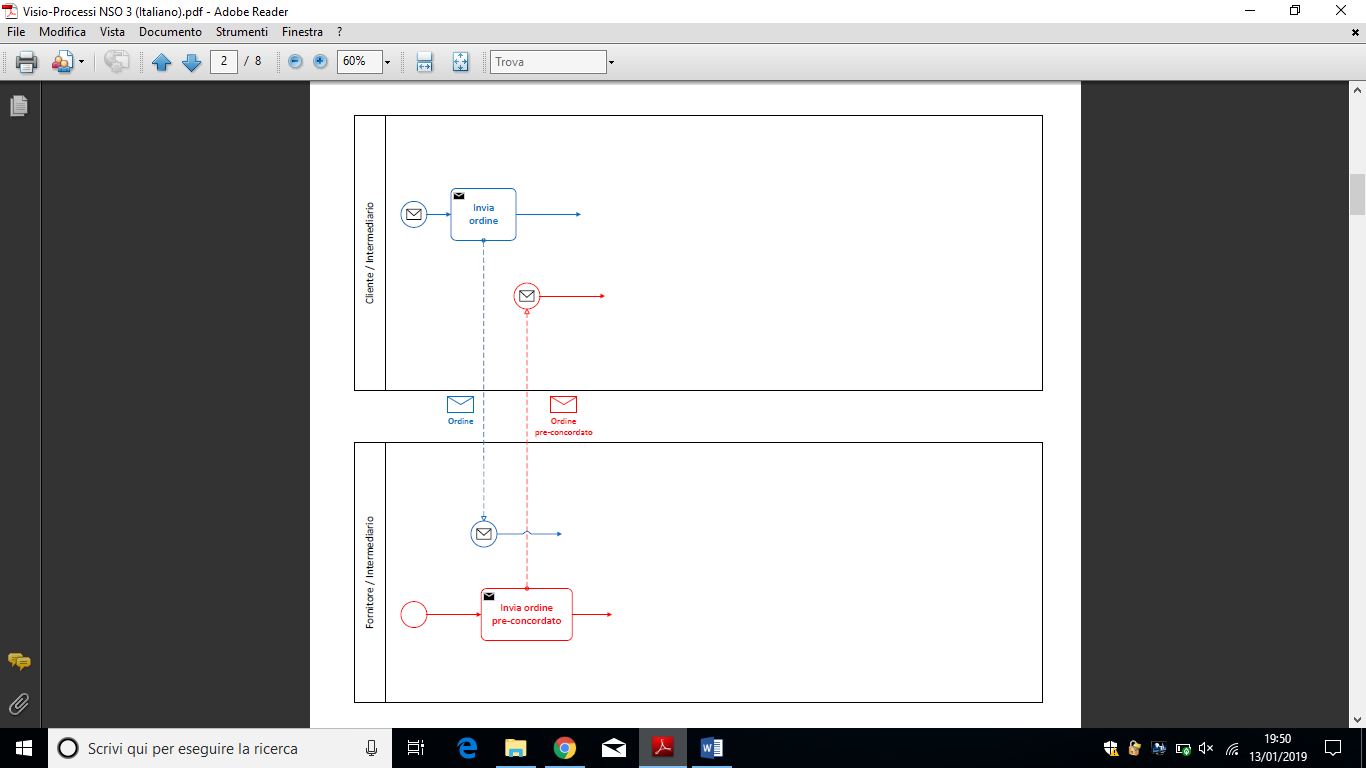 Visio-Processi NSO 3 (Italiano).pdf - Adobe Reader
File Modifica Vista Documento Strumenti Finestra ?
2 / 8 60% Trova
Cliente / Intermediario
Invia
ordine
Ordine
Ordine
pre-concordato
Fornitore / Intermediario
Invia ordine
pre-concordato
Scrivi qui per eseguire la ricerca
19:50
13/01/2019